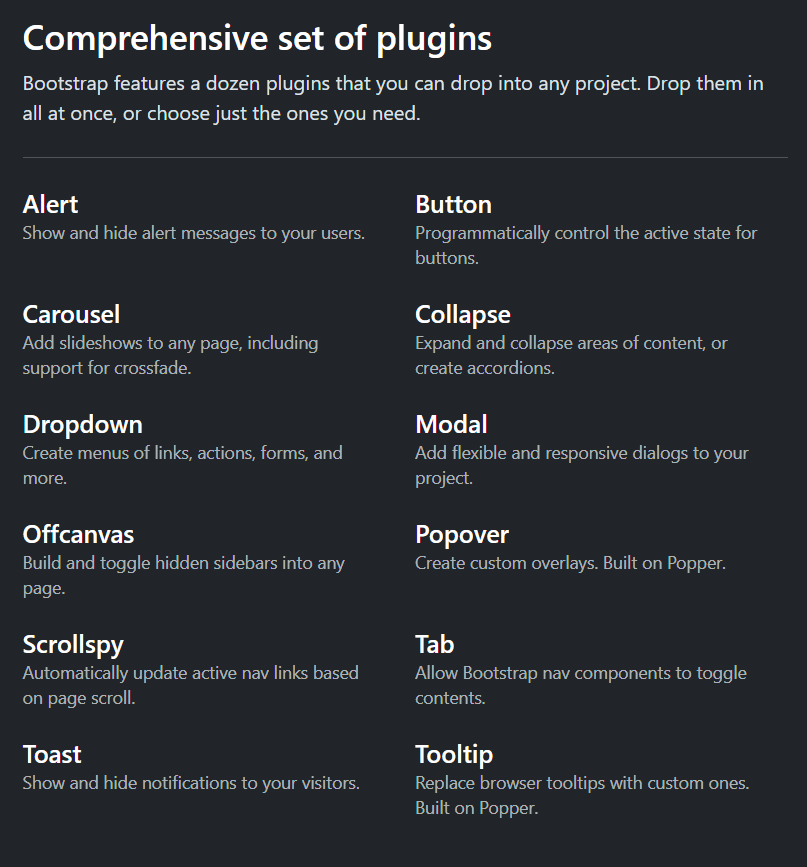 Comprehensive set of plugins
Bootstrap features a dozen plugins that you can drop into any project. Drop them in
all at once, or choose just the ones you need.
Alert
Show and hide alert messages to your users.
Button
Programmatically control the active state for
buttons.
Carousel
Add slideshows to any page, including
support for crossfade.
Collapse
Expand and collapse areas of content, or
create accordions.
Dropdown
Create menus of links, actions, forms, and
more.
Modal
Add flexible and responsive dialogs to your
project.
Offcanvas
Build and toggle hidden sidebars into any
page.
Popover
Create custom overlays. Built on Popper.
Scrollspy
Automatically update active nav links based
on page scroll.
Tab
Allow Bootstrap nav components to toggle
contents.
Toast
Show and hide notifications to your visitors.
Tooltip
Replace browser tooltips with custom ones.
Built on Popper.